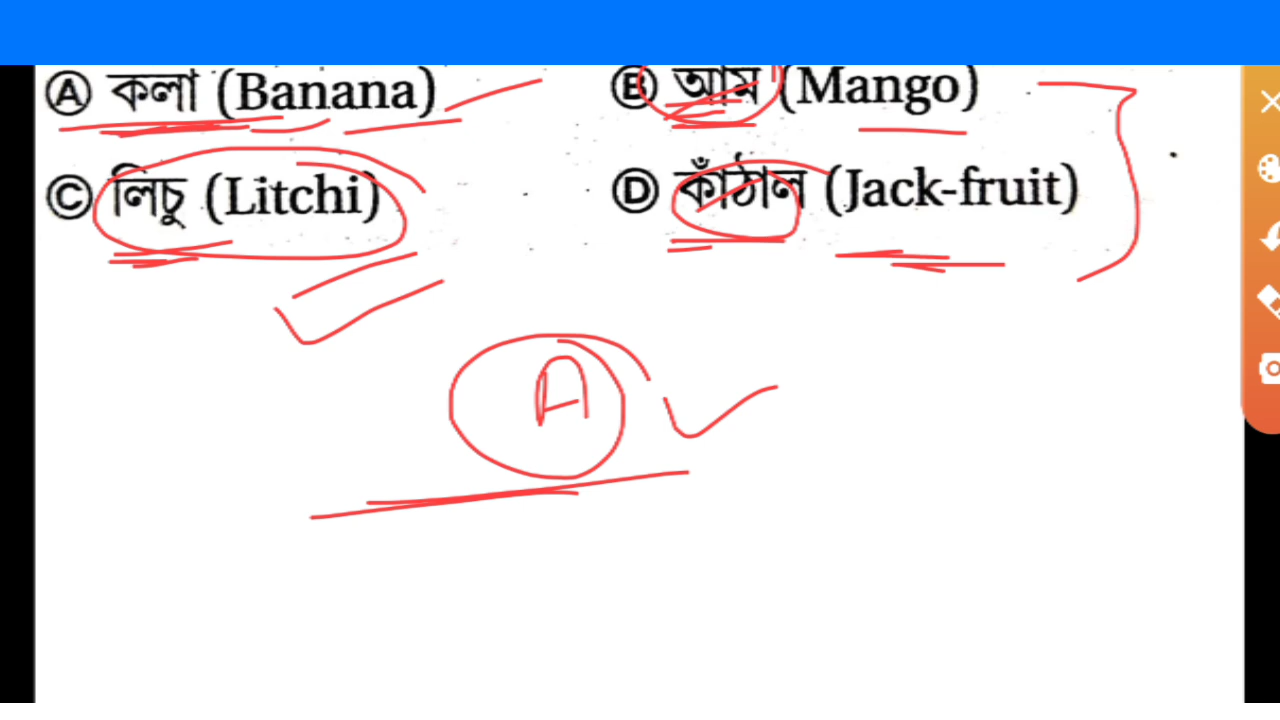 Ⓐ কলা (Banana) Ⓑ আম (Mango)
Ⓒ লিচু (Litchi) Ⓓ কাঁঠাল (Jack-fruit)
A